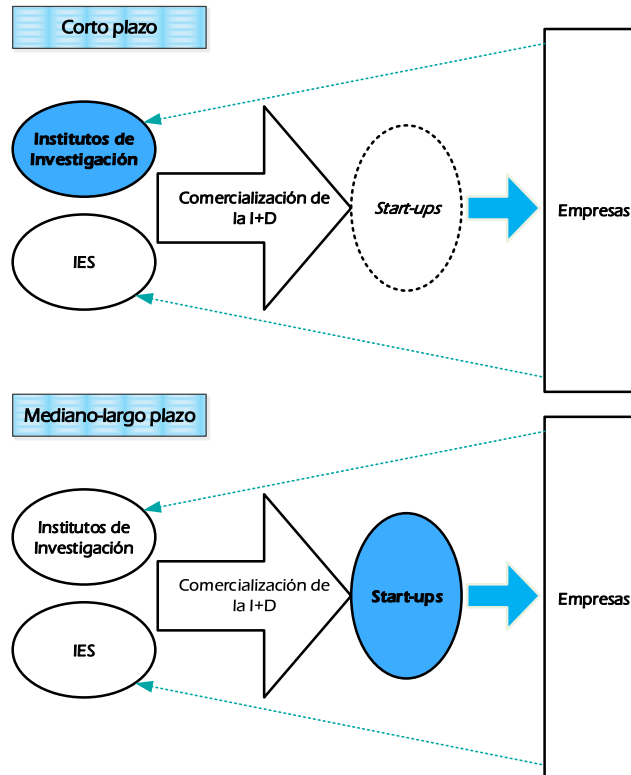 Corto plazo
Institutos de
Investigación
Comercialización de
la I+D
Start-ups
Empresas
IES
Mediano-largo plazo
Institutos de
Investigación
Comercialización de
la I+D
Start-ups
Empresas
IES